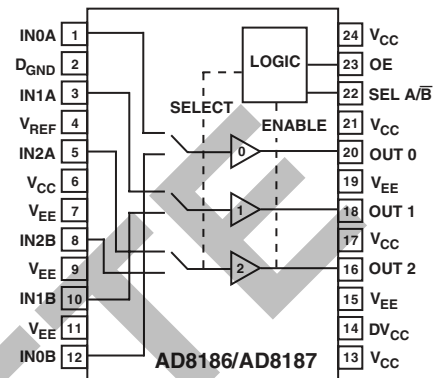 IN0A 1
DGND 2
IN1A 3
VREF 4
IN2A 5
VCC 6
VEE 7
IN2B 8
VEE 9
IN1B 10
VEE 11
IN0B 12
LOGIC
SELECT
ENABLE
0
1
2
24 VCC
23 OE
22 SEL A/B̅
21 VCC
20 OUT 0
19 VEE
18 OUT 1
17 VCC
16 OUT 2
15 VEE
14 DVCC
13 VCC
AD8186/AD8187